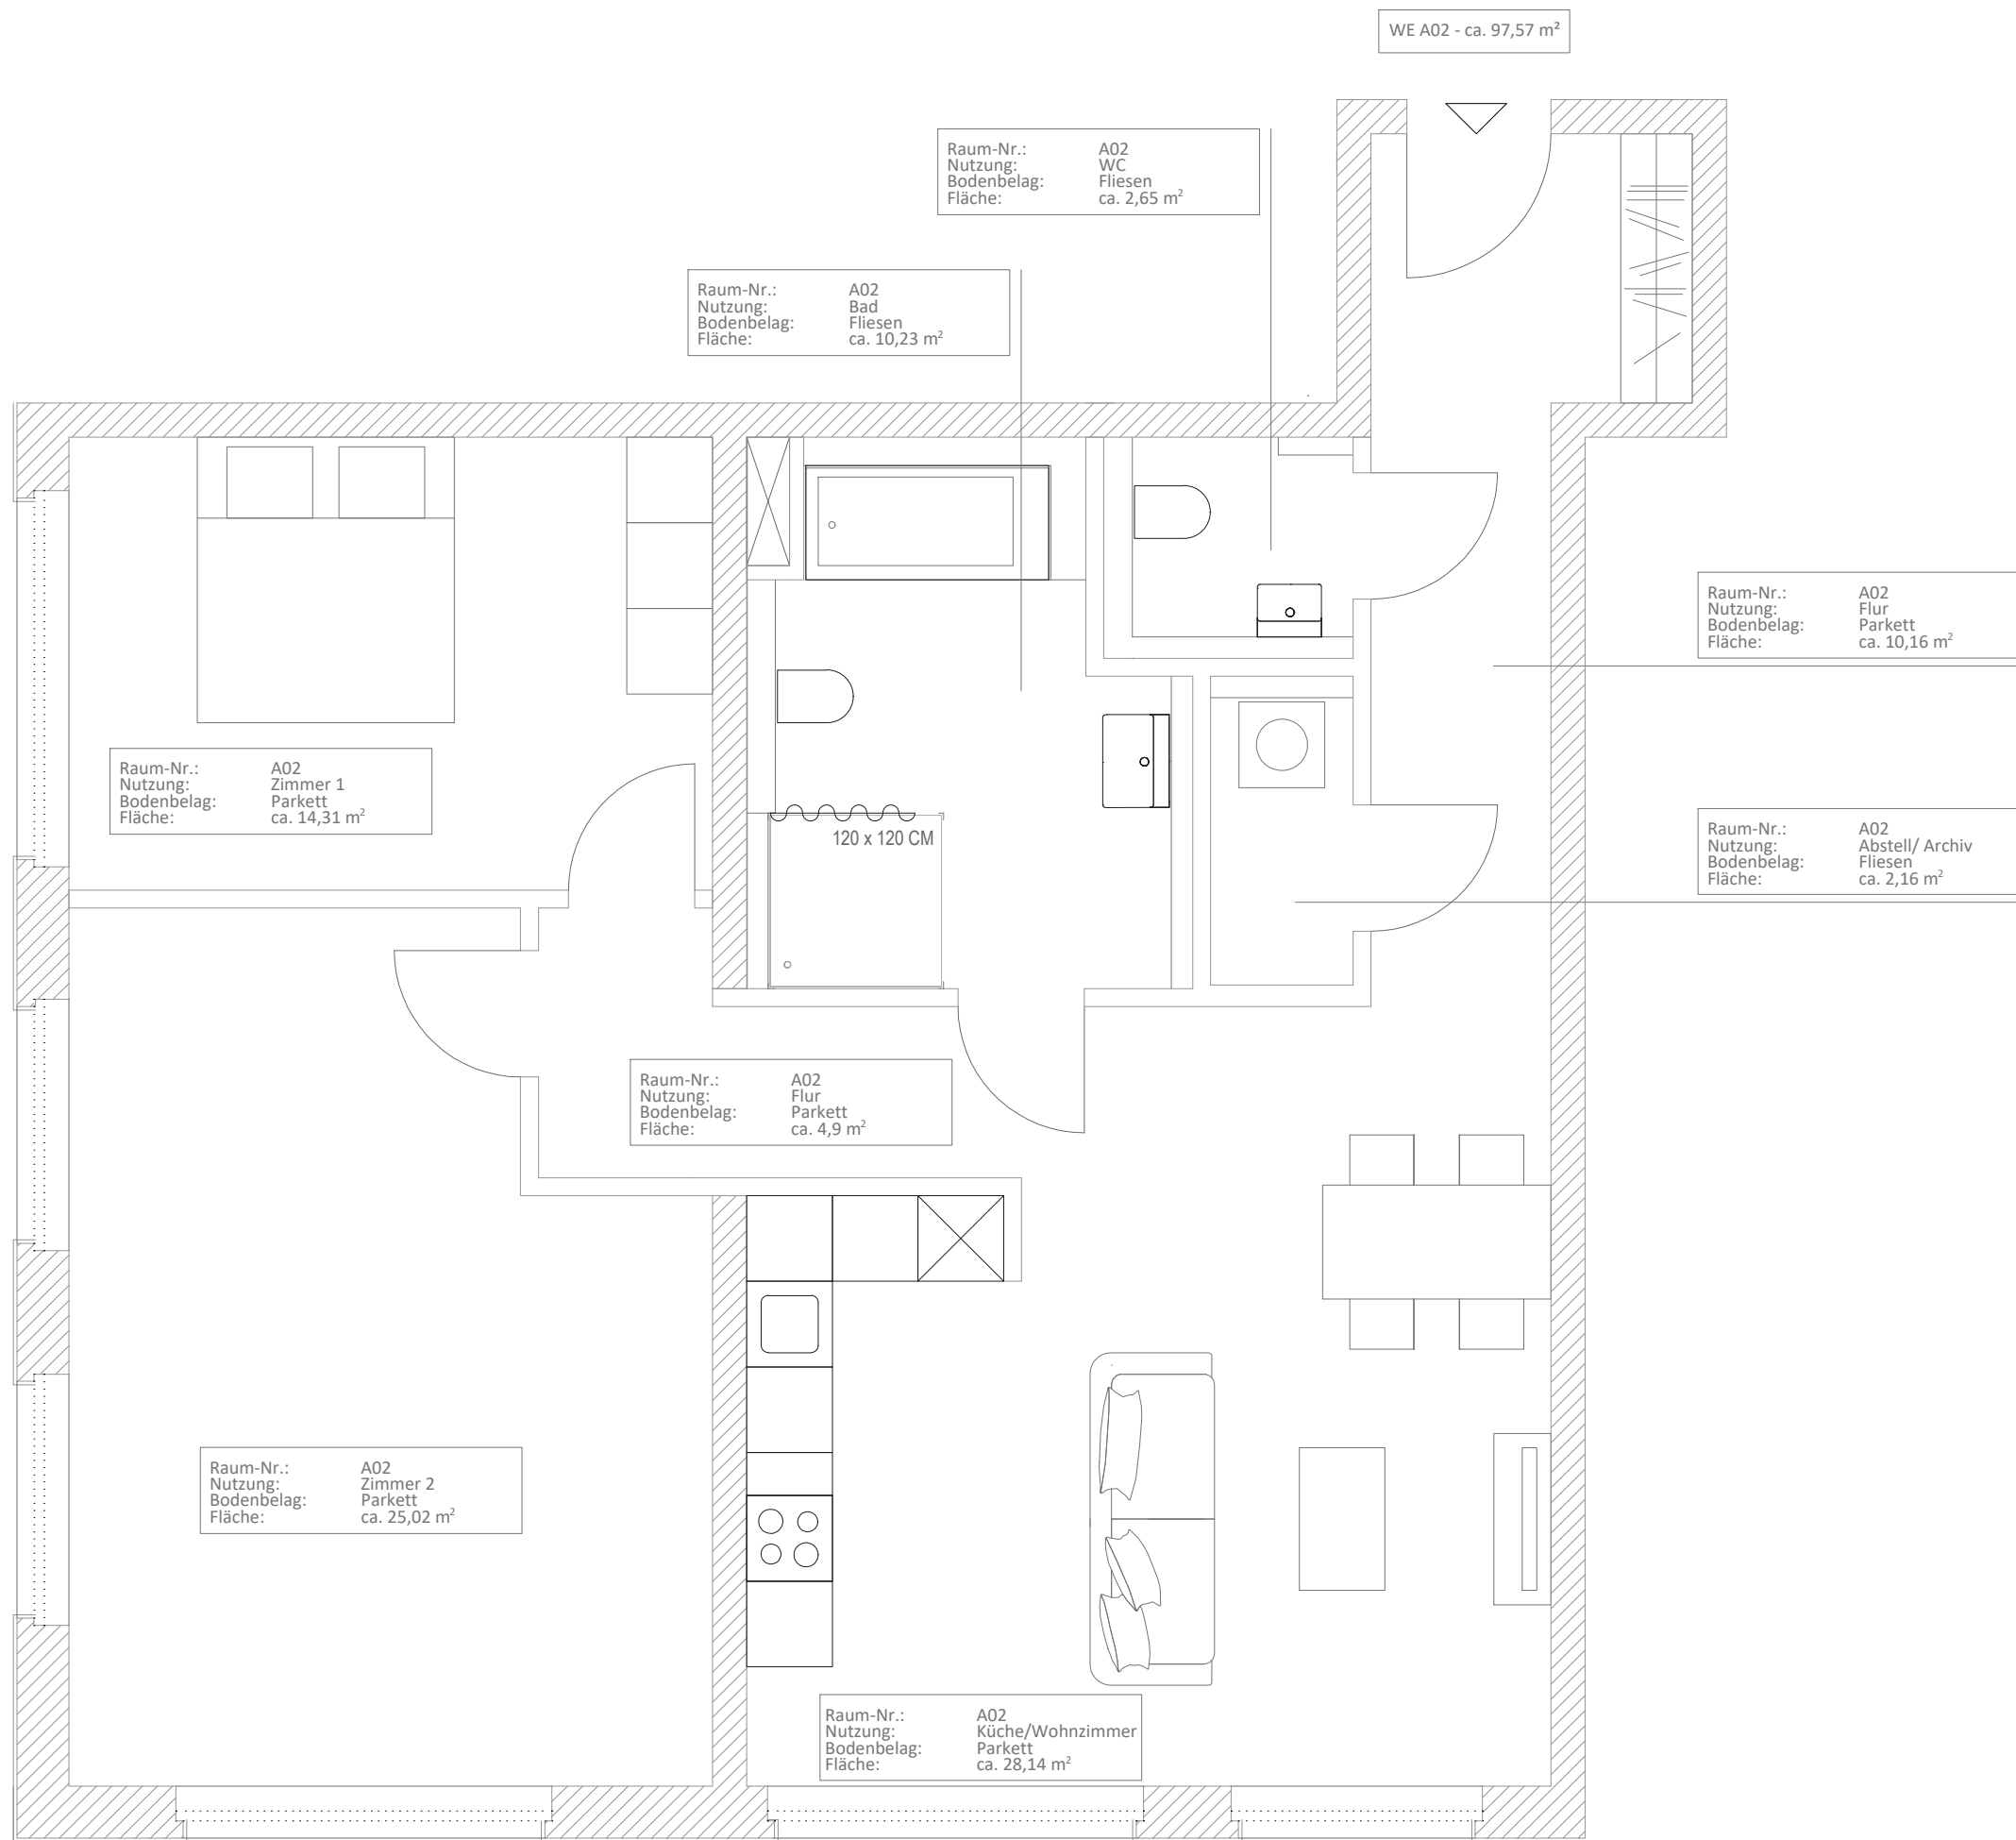 WE A02 - ca. 97,57 m²
Raum-Nr.: A02
Nutzung: WC
Bodenbelag: Fliesen
Fläche: ca. 2,65 m²
Raum-Nr.: A02
Nutzung: Bad
Bodenbelag: Fliesen
Fläche: ca. 10,23 m²
Raum-Nr.: A02
Nutzung: Flur
Bodenbelag: Parkett
Fläche: ca. 10,16 m²
Raum-Nr.: A02
Nutzung: Zimmer 1
Bodenbelag: Parkett
Fläche: ca. 14,31 m²
120 x 120 CM
Raum-Nr.: A02
Nutzung: Abstell/ Archiv
Bodenbelag: Fliesen
Fläche: ca. 2,16 m²
Raum-Nr.: A02
Nutzung: Flur
Bodenbelag: Parkett
Fläche: ca. 4,9 m²
Raum-Nr.: A02
Nutzung: Zimmer 2
Bodenbelag: Parkett
Fläche: ca. 25,02 m²
Raum-Nr.: A02
Nutzung: Küche/Wohnzimmer
Bodenbelag: Parkett
Fläche: ca. 28,14 m²